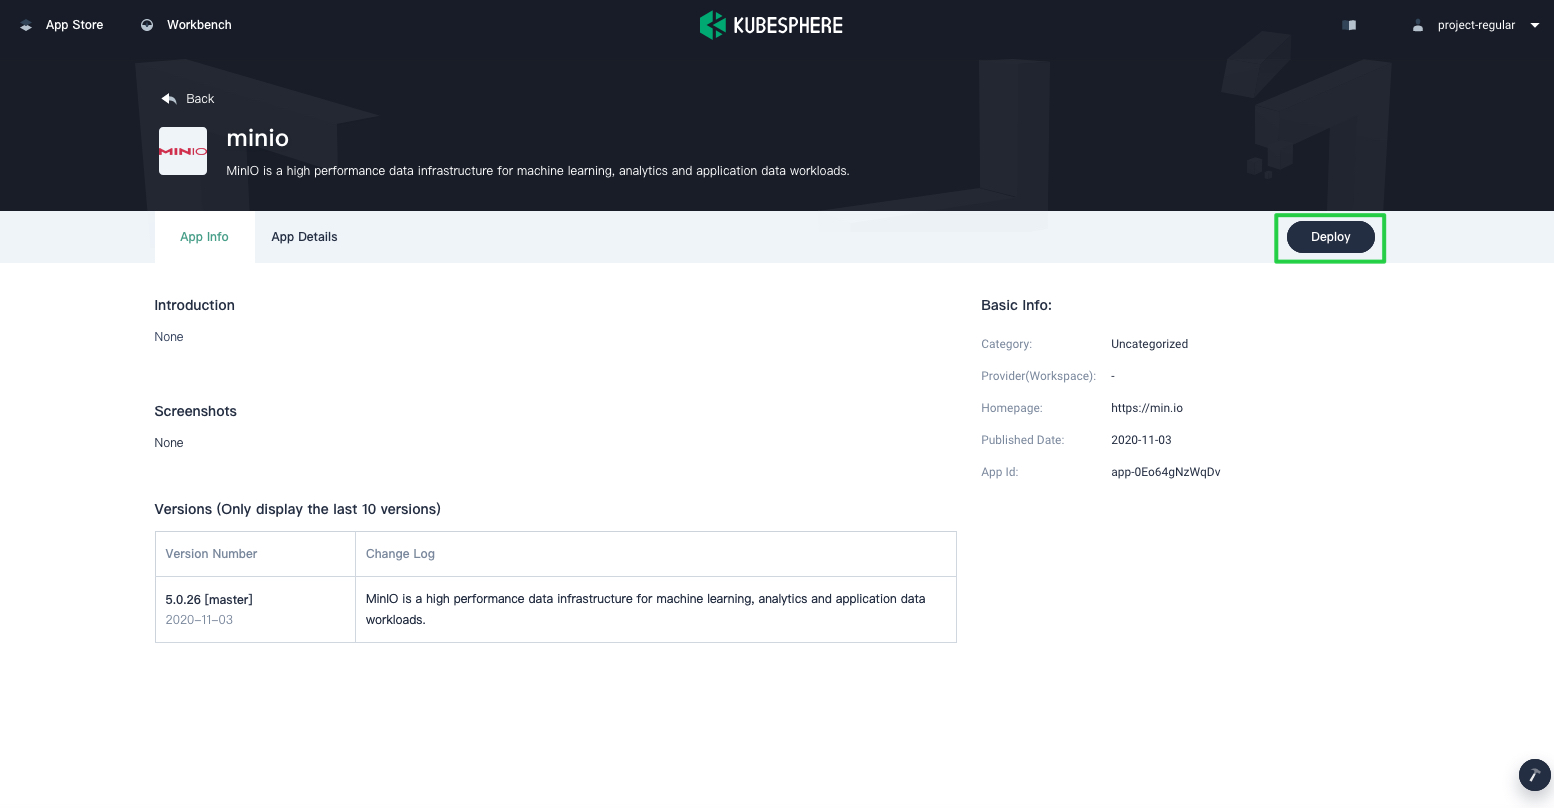 App Store
Workbench
KUBESPHERE
project-regular
Back
MINIO
minio
MinIO is a high performance data infrastructure for machine learning, analytics and application data workloads.
App Info
App Details
Deploy
Introduction
None
Screenshots
None
Versions (Only display the last 10 versions)
Version Number
Change Log
5.0.26 [master]
2020-11-03
MinIO is a high performance data infrastructure for machine learning, analytics and application data
workloads.
Basic Info:
Category: Uncategorized
Provider(Workspace): -
Homepage: https://min.io
Published Date: 2020-11-03
App Id: app-0Eo64gNzWqDv